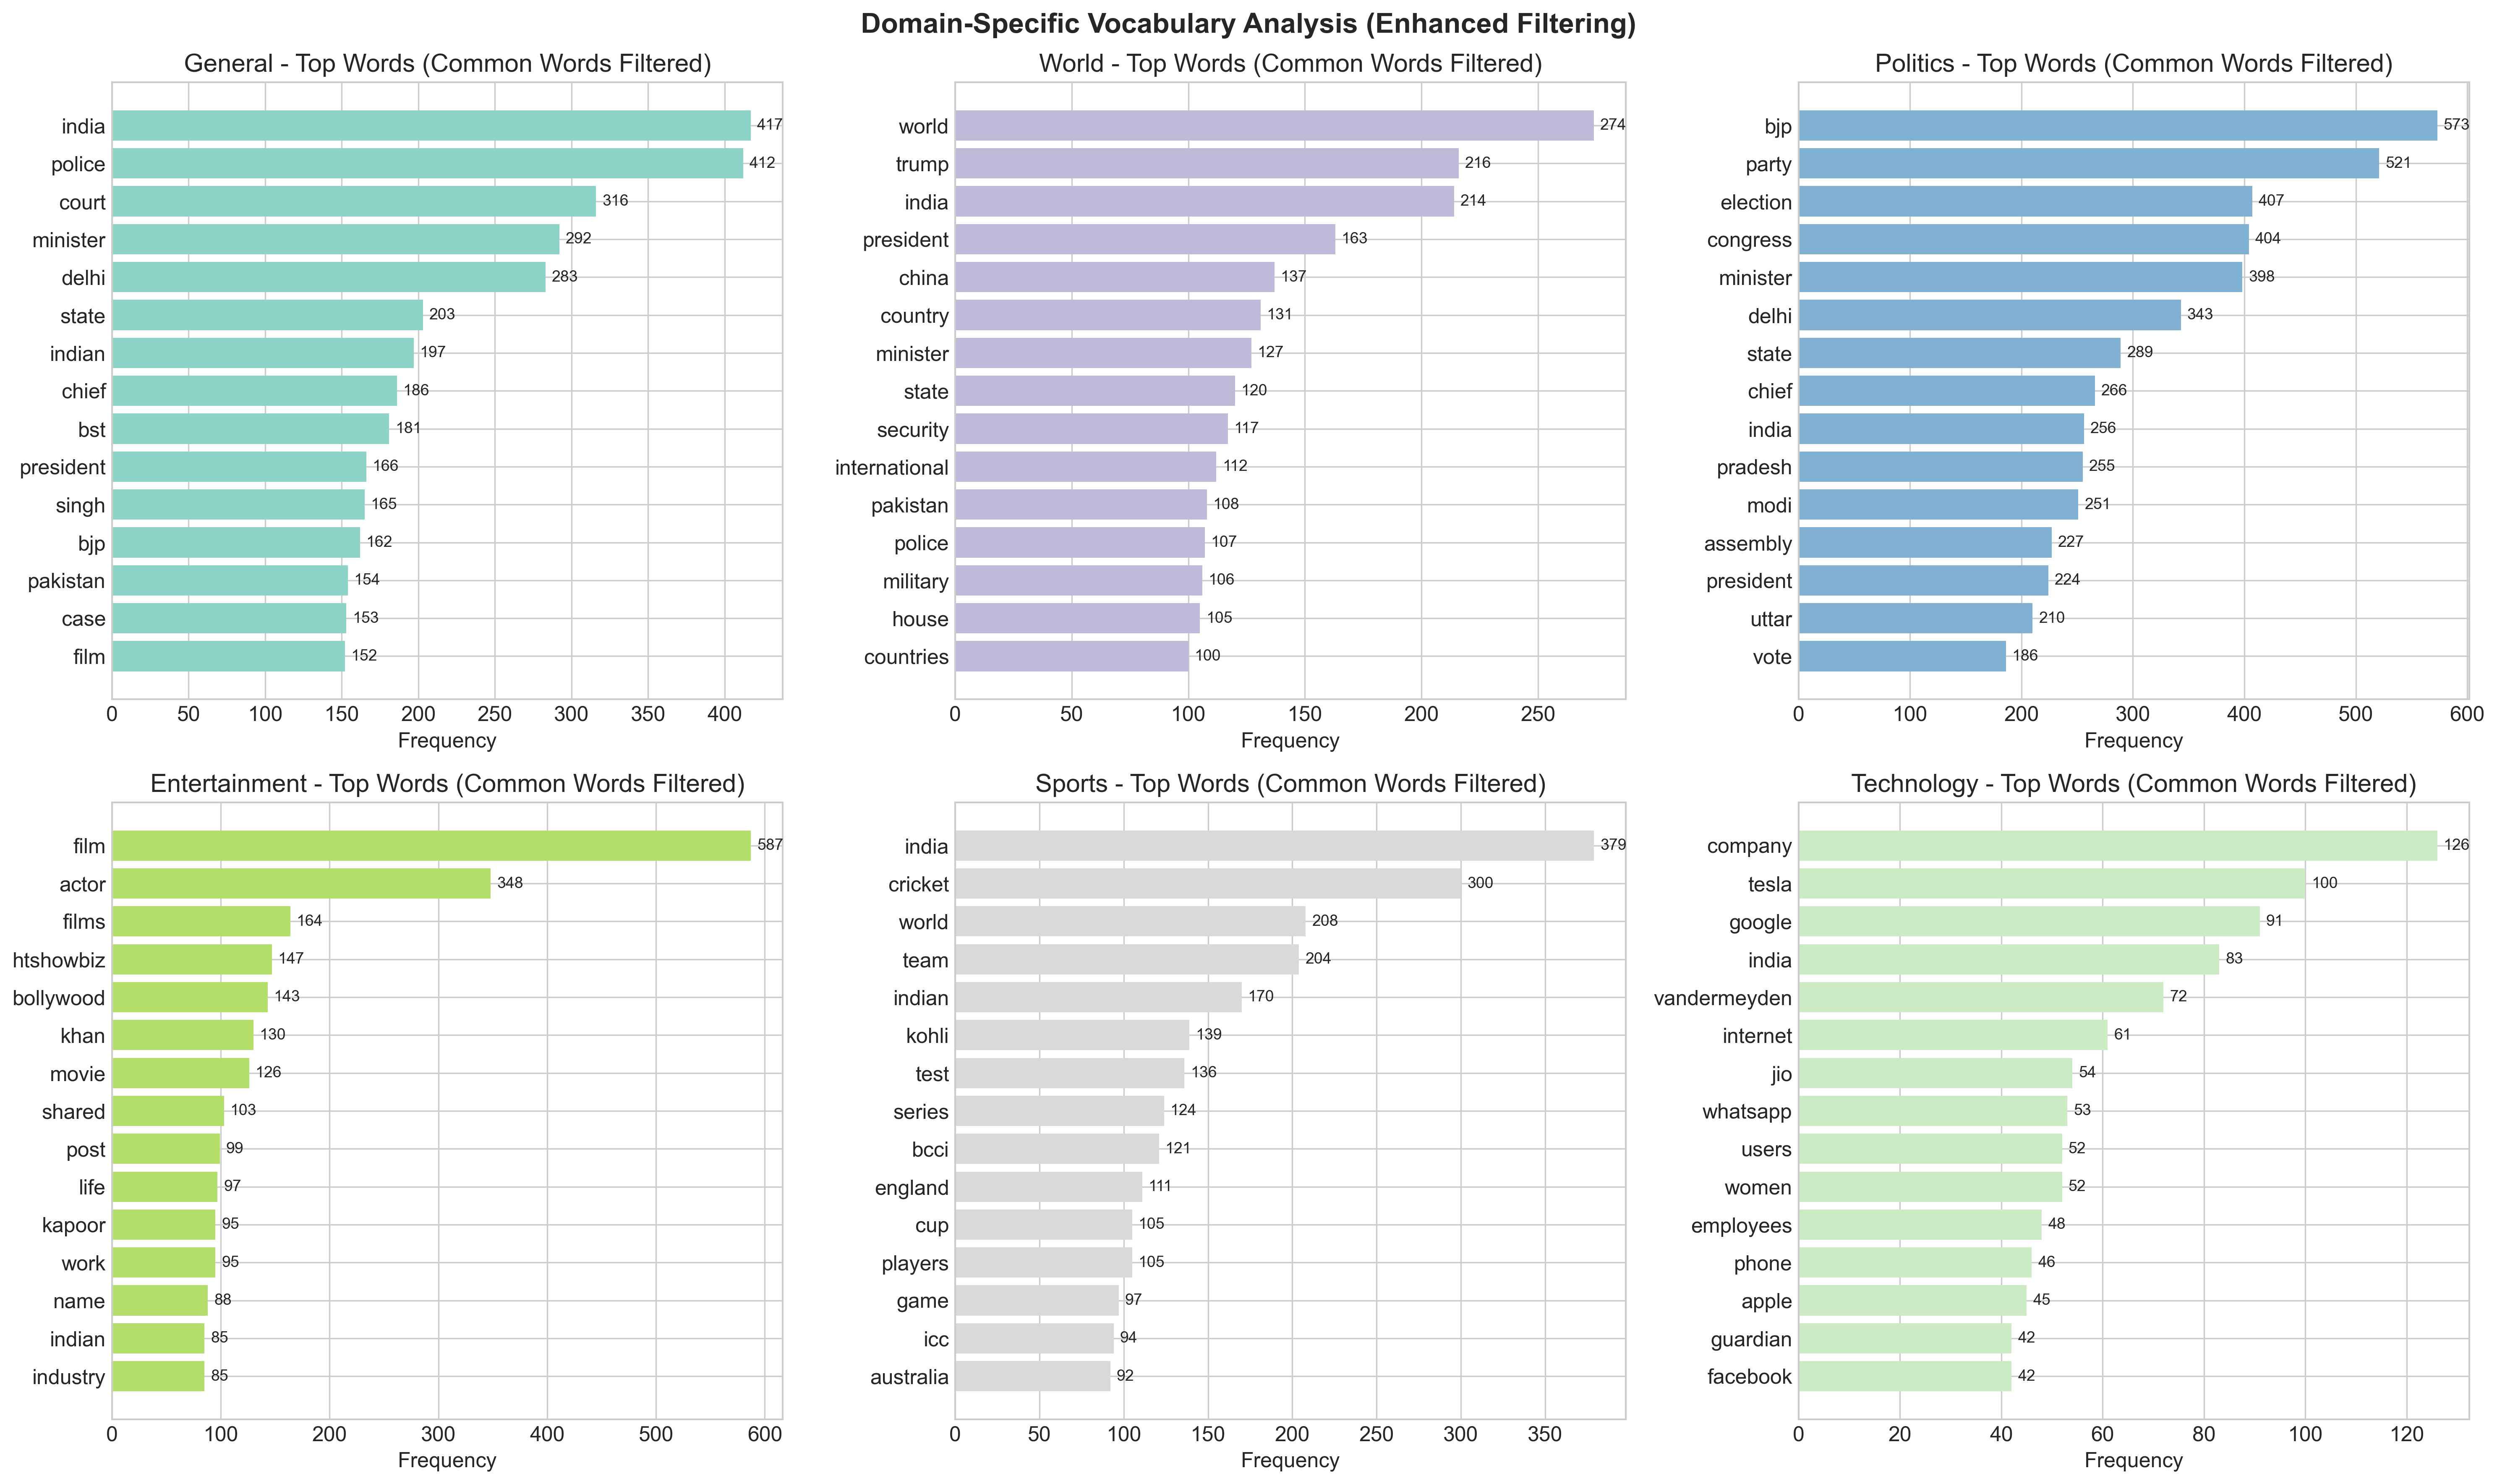 Domain-Specific Vocabulary Analysis (Enhanced Filtering)
General - Top Words (Common Words Filtered)
india 417
police 412
court 316
minister 292
delhi 283
state 203
indian 197
chief 186
bst 181
president 166
singh 165
bjp 162
pakistan 154
case 153
film 152
0 50 100 150 200 250 300 350 400
Frequency
World - Top Words (Common Words Filtered)
world 274
trump 216
india 214
president 163
china 137
country 131
minister 127
state 120
security 117
international 112
pakistan 108
police 107
military 106
house 105
countries 100
0 50 100 150 200 250
Frequency
Politics - Top Words (Common Words Filtered)
bjp 573
party 521
election 407
congress 404
minister 398
delhi 343
state 289
chief 266
india 256
pradesh 255
modi 251
assembly 227
president 224
uttar 210
vote 186
0 100 200 300 400 500 600
Frequency
Entertainment - Top Words (Common Words Filtered)
film 587
actor 348
films 164
htshowbiz 147
bollywood 143
khan 130
movie 126
shared 103
post 99
life 97
kapoor 95
work 95
name 88
indian 85
industry 85
0 100 200 300 400 500 600
Frequency
Sports - Top Words (Common Words Filtered)
india 379
cricket 300
world 208
team 204
indian 170
kohli 139
test 136
series 124
bcci 121
england 111
cup 105
players 105
game 97
icc 94
australia 92
0 50 100 150 200 250 300 350
Frequency
Technology - Top Words (Common Words Filtered)
company 126
tesla 100
google 91
india 83
vandermeyden 72
internet 61
jio 54
whatsapp 53
users 52
women 52
employees 48
phone 46
apple 45
guardian 42
facebook 42
0 20 40 60 80 100 120
Frequency